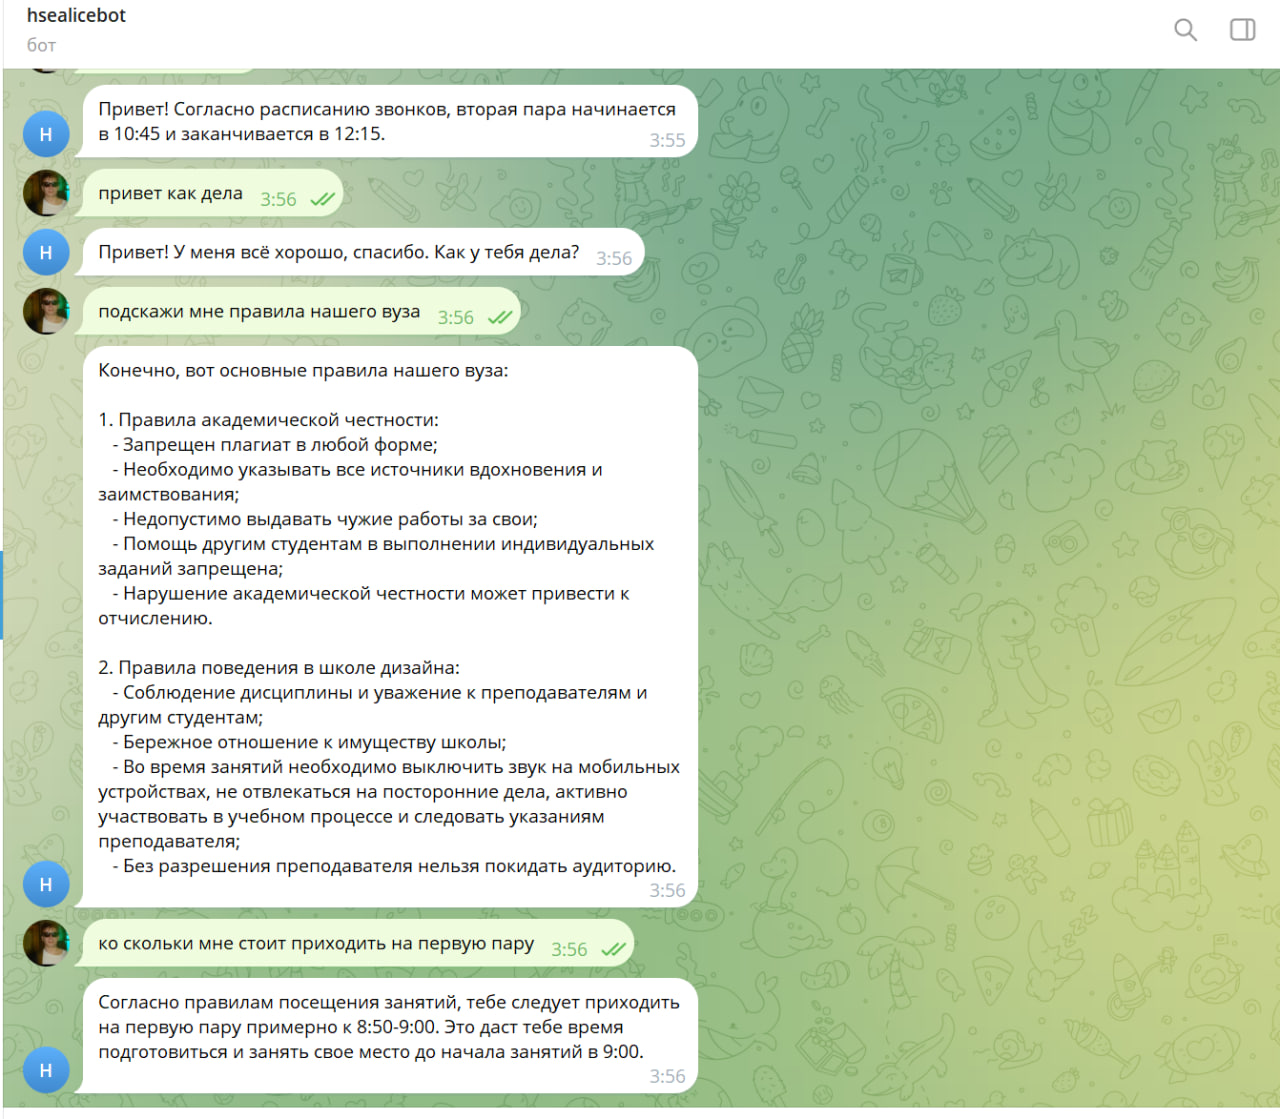 hsealicebot
бот
Привет! Согласно расписанию звонков, вторая пара начинается
в 10:45 и заканчивается в 12:15.
3:55
Н
привет как дела 3:56
Привет! У меня всё хорошо, спасибо. Как у тебя дела? 3:56
Н
подскажи мне правила нашего вуза 3:56
Конечно, вот основные правила нашего вуза:
1. Правила академической честности:
- Запрещен плагиат в любой форме;
- Необходимо указывать все источники вдохновения и
заимствования;
- Недопустимо выдавать чужие работы за свои;
- Помощь другим студентам в выполнении индивидуальных
заданий запрещена;
- Нарушение академической честности может привести к
отчислению.
2. Правила поведения в школе дизайна:
- Соблюдение дисциплины и уважение к преподавателям и
другим студентам;
- Бережное отношение к имуществу школы;
- Во время занятий необходимо выключить звук на мобильных
устройствах, не отвлекаться на посторонние дела, активно
участвовать в учебном процессе и следовать указаниям
преподавателя;
- Без разрешения преподавателя нельзя покидать аудиторию.
3:56
Н
ко скольки мне стоит приходить на первую пару 3:56
Согласно правилам посещения занятий, тебе следует приходить
на первую пару примерно к 8:50-9:00. Это даст тебе время
подготовиться и занять свое место до начала занятий в 9:00.
3:56
Н